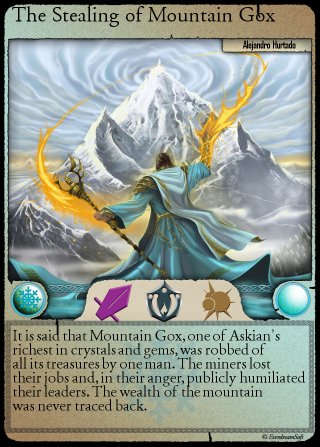 The Stealing of Mountain Gox
Alejandro Hurtado
It is said that Mountain Gox, one of Askian's
richest in crystals and gems, was robbed of
all its treasures by one man. The miners lost
their jobs and, in their anger, publicly humiliated
their leaders. The wealth of the mountain
was never traced back.
© EverdreamSoft